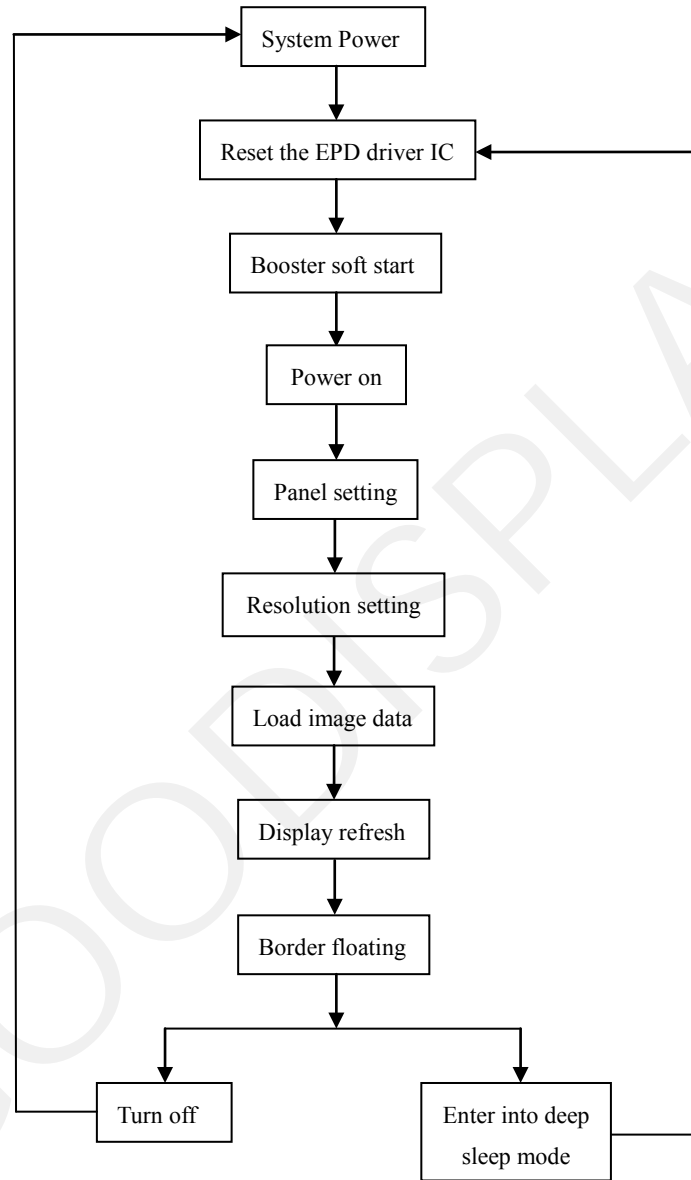 System Power
Reset the EPD driver IC
Booster soft start
Power on
Panel setting
Resolution setting
Load image data
Display refresh
Border floating
Turn off
Enter into deep
sleep mode
OODISPLA